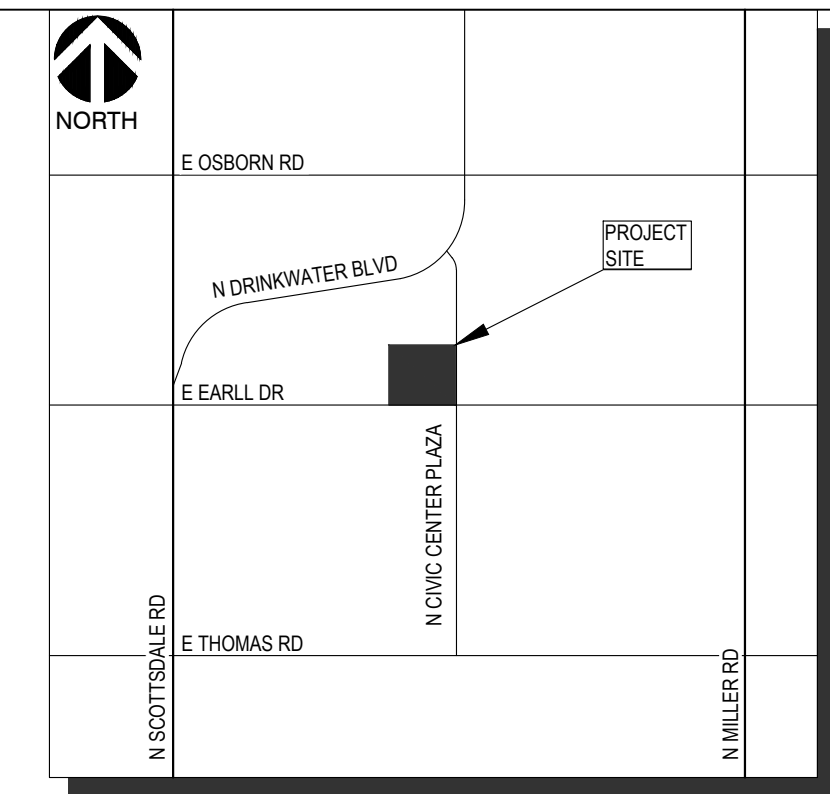 NORTH
E OSBORN RD
PROJECT
SITE
N DRINKWATER BLVD
E EARLL DR
N CIVIC CENTER PLAZA
N SCOTTSDALE RD
E THOMAS RD
N MILLER RD